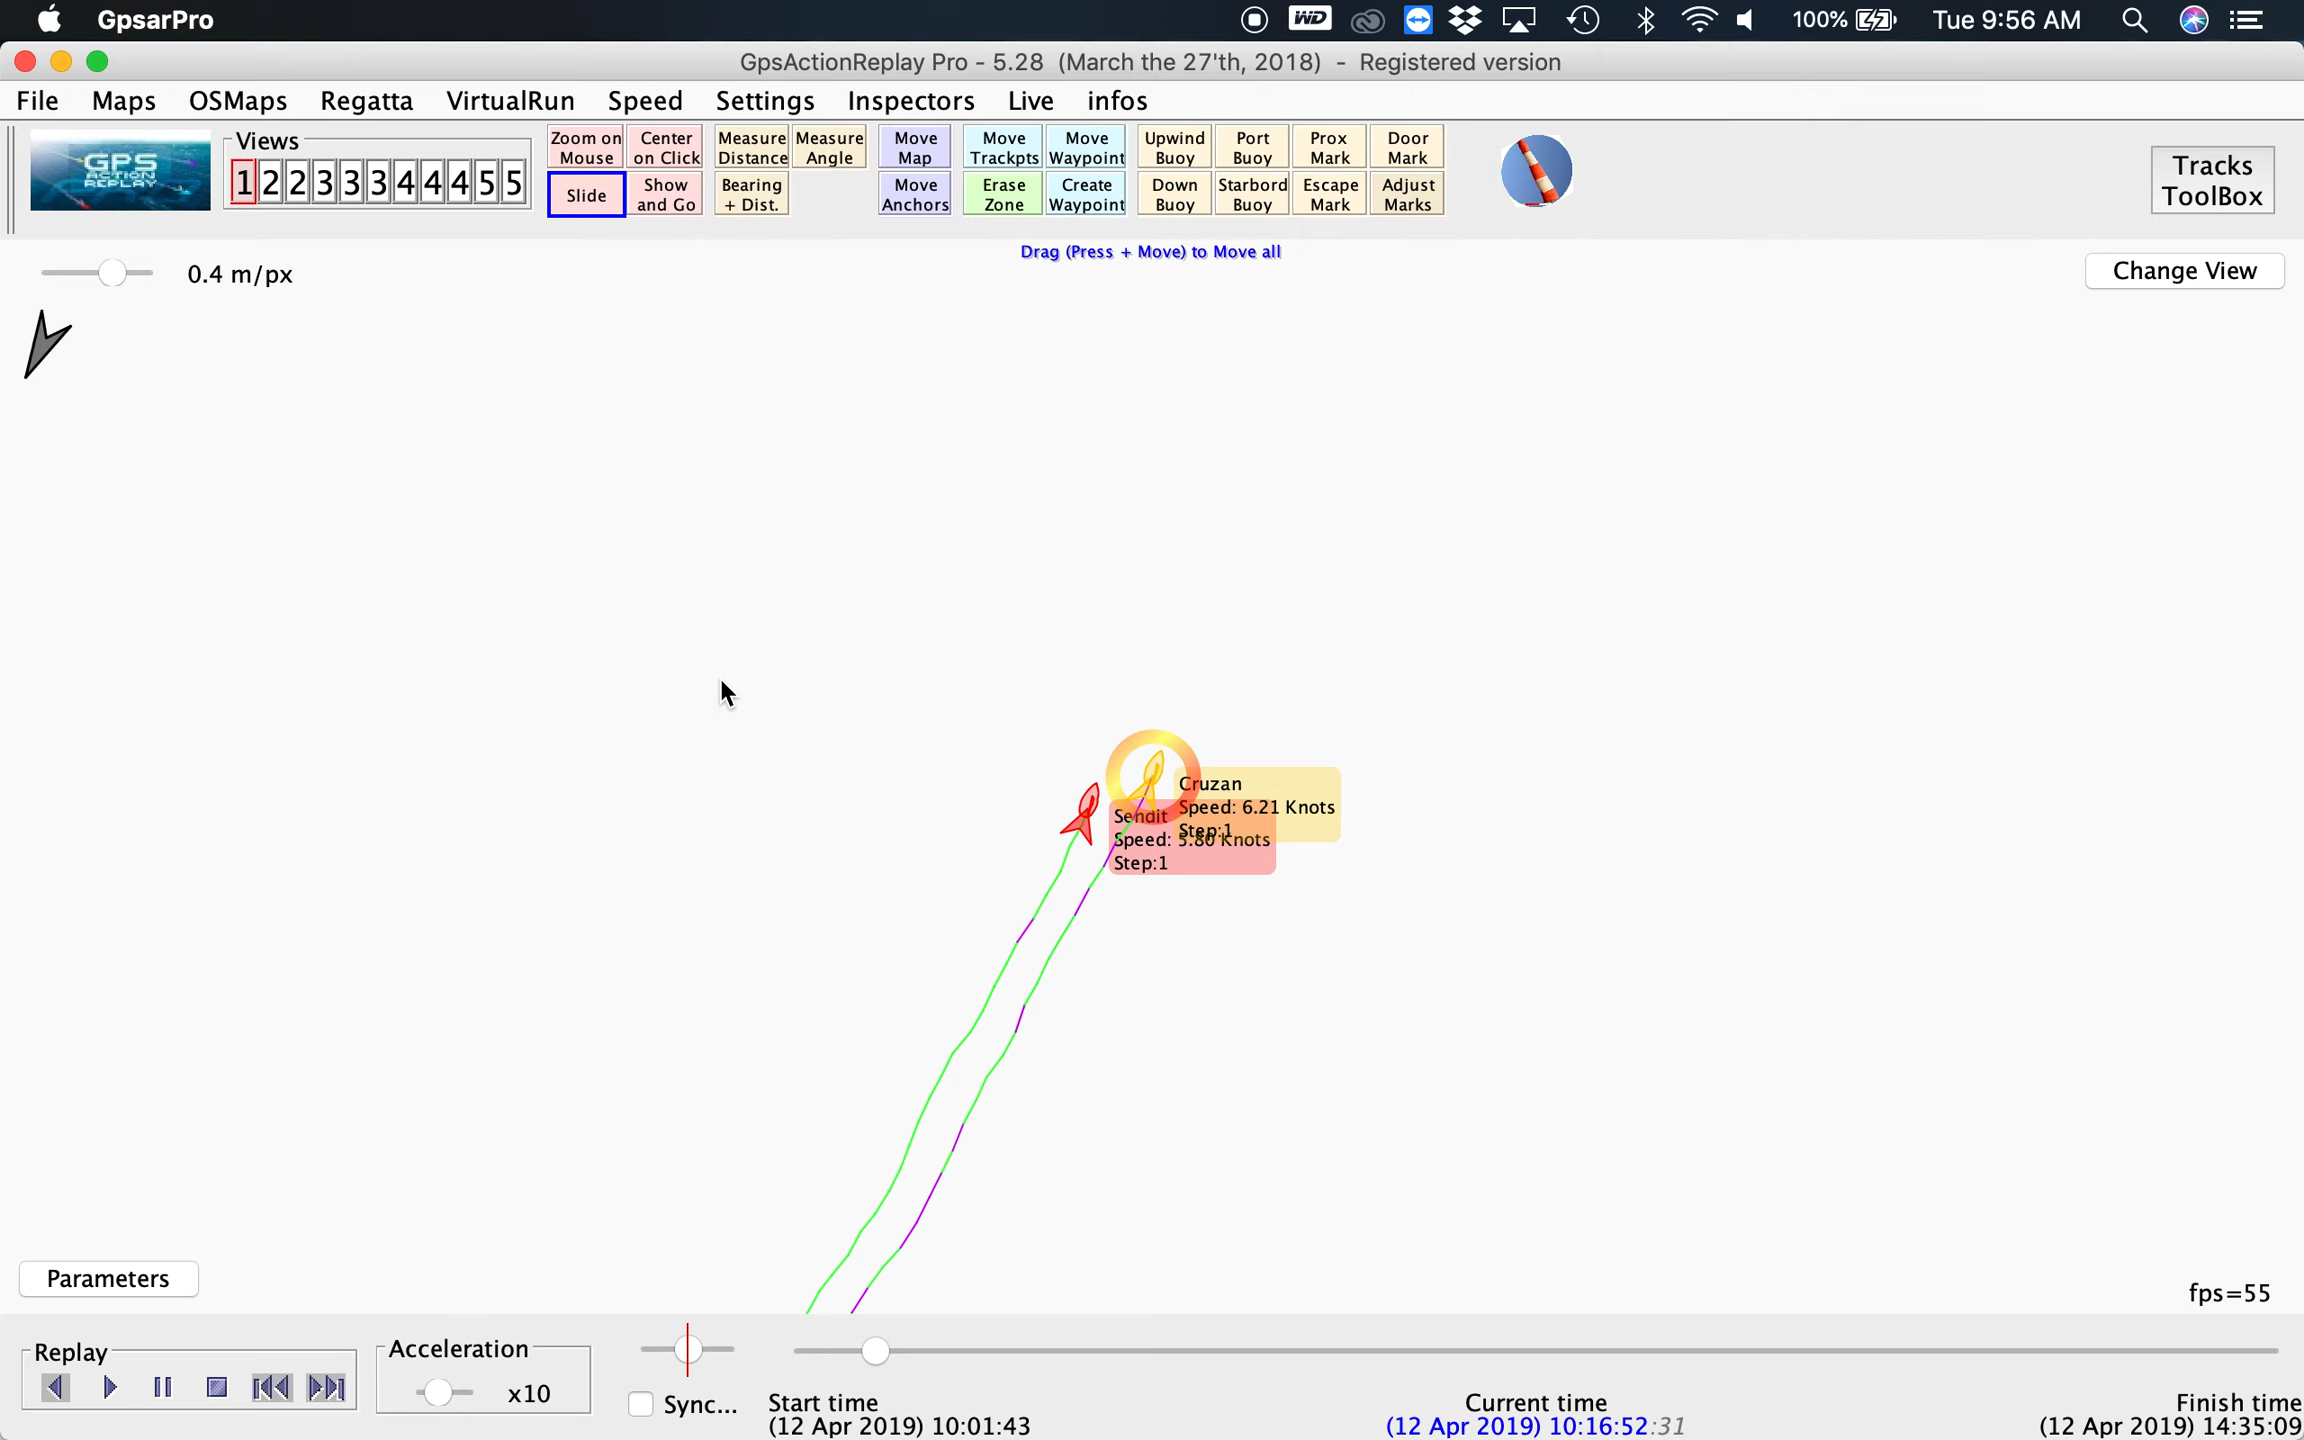 GpsarPro
WD
100%
Tue 9:56 AM
GpsActionReplay Pro - 5.28 (March the 27'th, 2018) - Registered version
File Maps OSMaps Regatta VirtualRun Speed Settings Inspectors Live infos
GPS
ACTION
REPLAY
Views
1 2 2 3 3 3 4 4 4 5 5
Zoom on
Mouse
Center
on Click
Measure
Distance
Measure
Angle
Move
Map
Move
Trackpts
Move
Waypoint
Upwind
Buoy
Port
Buoy
Prox
Mark
Door
Mark
Slide
Show
and Go
Bearing
+ Dist.
Move
Anchors
Erase
Zone
Create
Waypoint
Down
Buoy
Starbord
Buoy
Escape
Mark
Adjust
Marks
Tracks
ToolBox
Drag (Press + Move) to Move all
0.4 m/px
Change View
Cruzan
Speed: 6.21 Knots
Step:1
Sendit
Speed: 5.80 Knots
Step:1
Parameters
fps=55
Replay
Acceleration
x10
Sync...
Start time
(12 Apr 2019) 10:01:43
Current time
(12 Apr 2019) 10:16:52:31
Finish time
(12 Apr 2019) 14:35:09